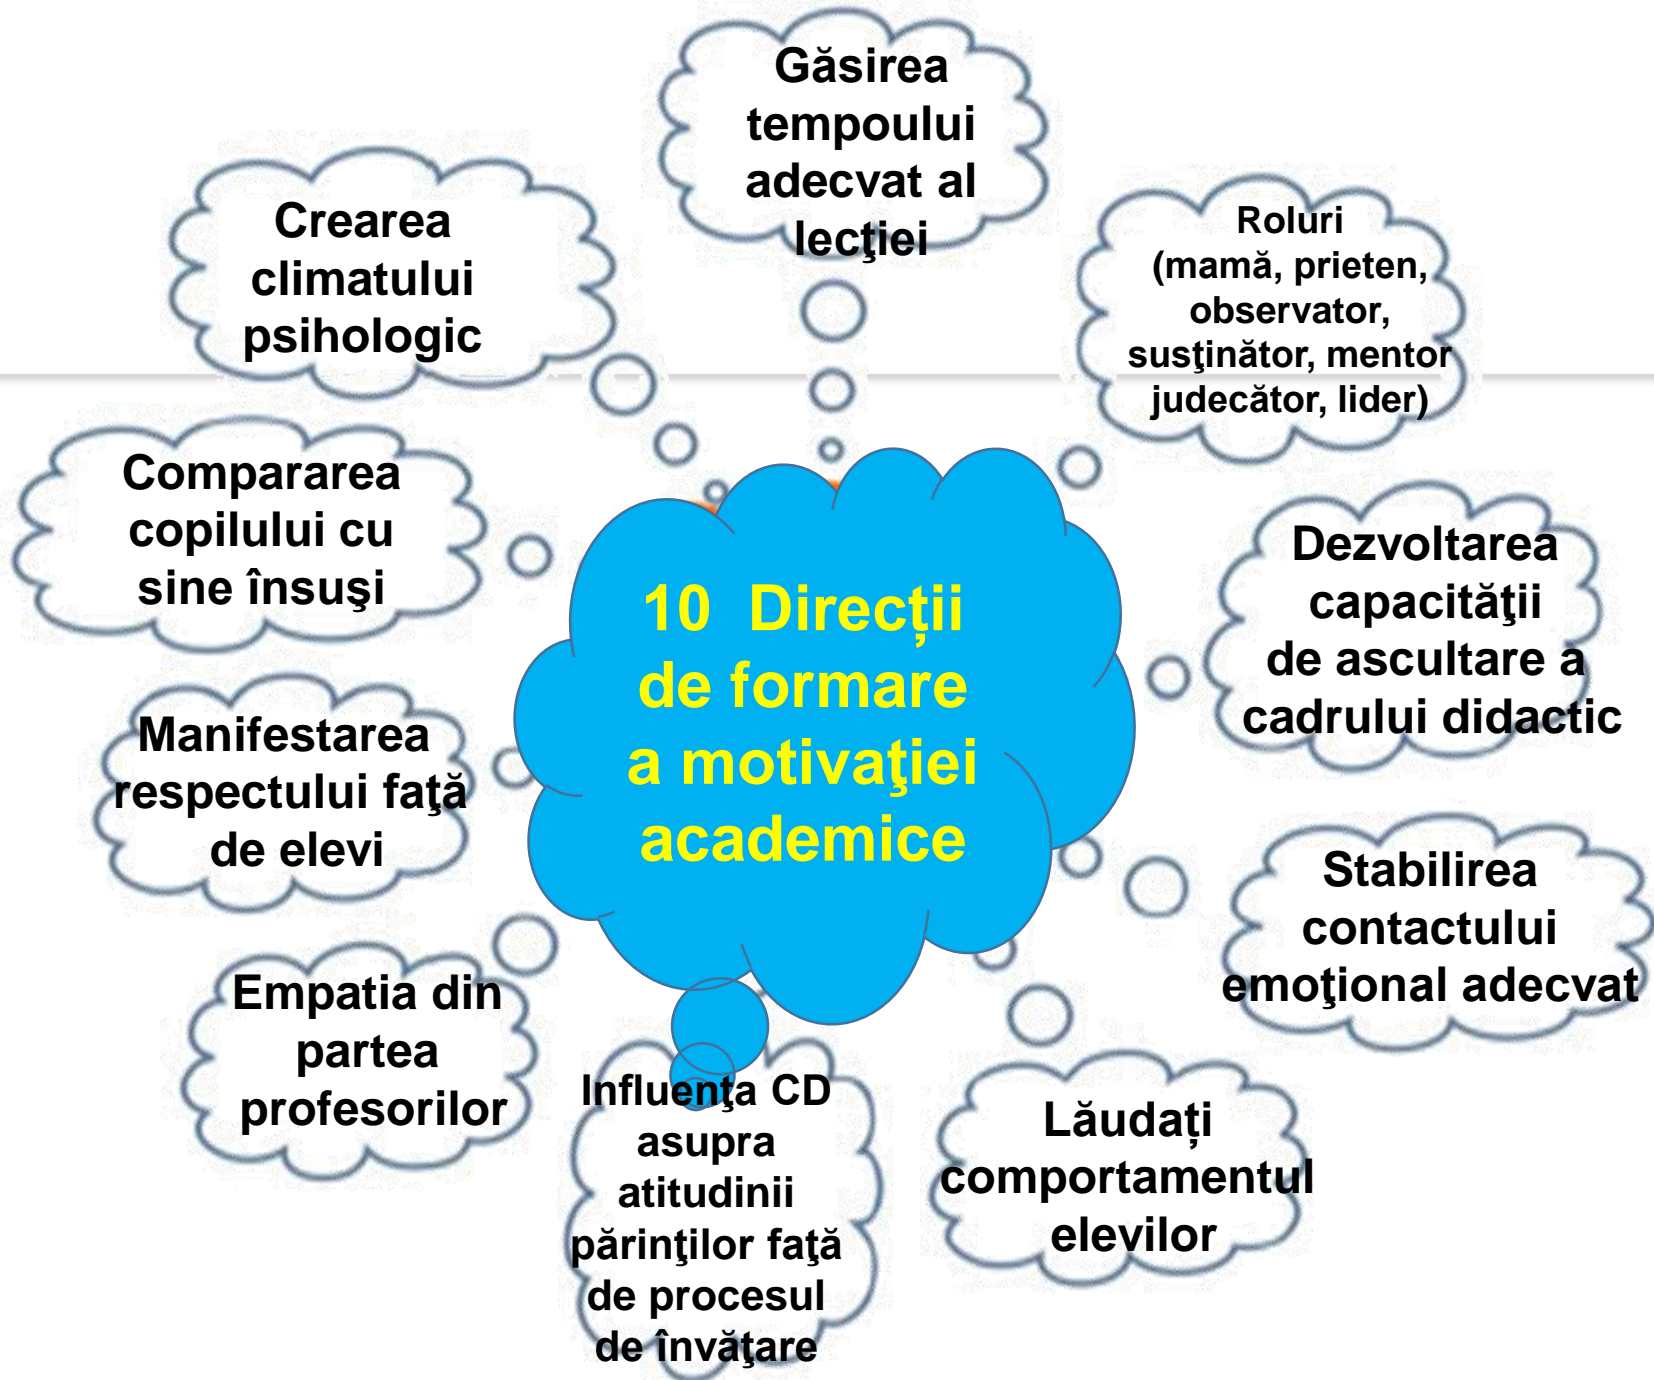 Găsirea
tempoului
adecvat al
lecţiei
Crearea
climatului
psihologic
Roluri
(mamă, prieten,
observator,
susţinător, mentor
judecător, lider)
Compararea
copilului cu
sine însuşi
10 Direcții
de formare
a motivaţiei
academice
Dezvoltarea
capacităţii
de ascultare a
cadrului didactic
Manifestarea
respectului faţă
de elevi
Stabilirea
contactului
emoţional adecvat
Empatia din
partea
profesorilor
Influenţa CD
asupra
atitudinii
părinţilor faţă
de procesul
de învăţare
Lăudați
comportamentul
elevilor